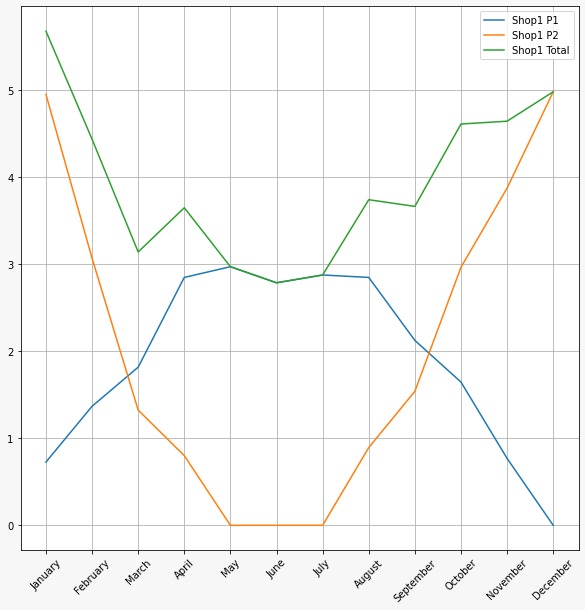 Shop1 P1
Shop1 P2
Shop1 Total
5
4
3
2
1
0
January
February
March
April
May
June
July
August
September
October
November
December